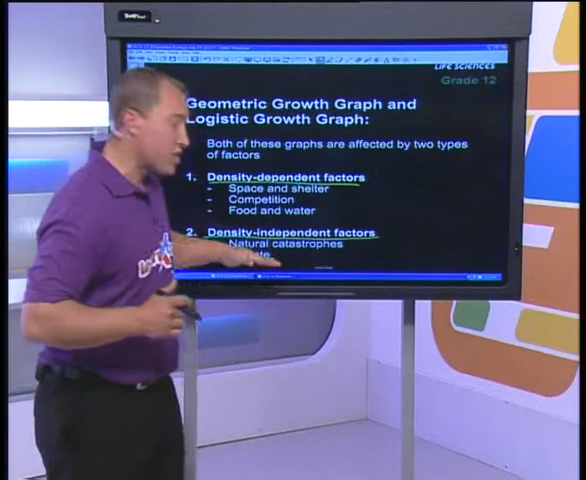 LIFE SCIENCES
Grade 12
Geometric Growth Graph and
Logistic Growth Graph:
Both of these graphs are affected by two types
of factors
1. Density-dependent factors
- Space and shelter
- Competition
- Food and water
2. Density-independent factors
Natural catastrophes